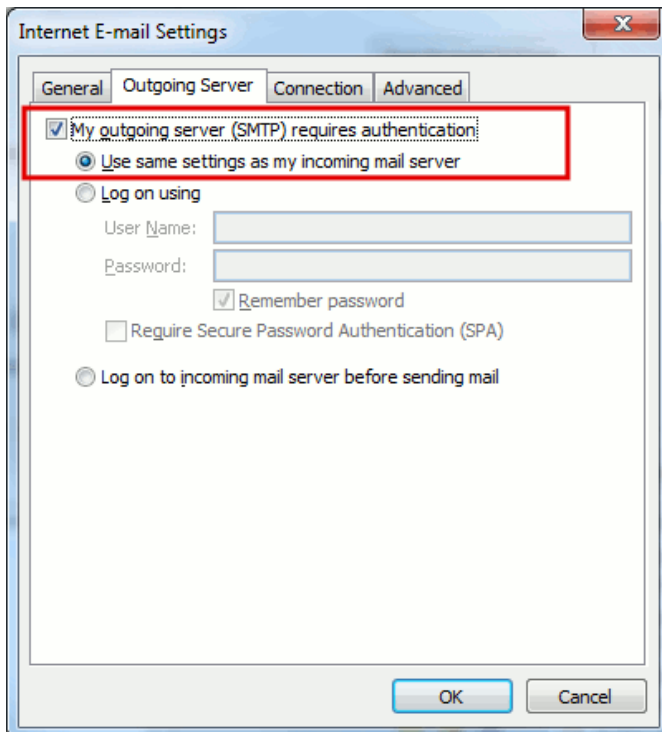 Internet E-mail Settings
General Outgoing Server Connection Advanced
My outgoing server (SMTP) requires authentication
Use same settings as my incoming mail server
Log on using
User Name:
Password:
Remember password
Require Secure Password Authentication (SPA)
Log on to incoming mail server before sending mail
OK Cancel